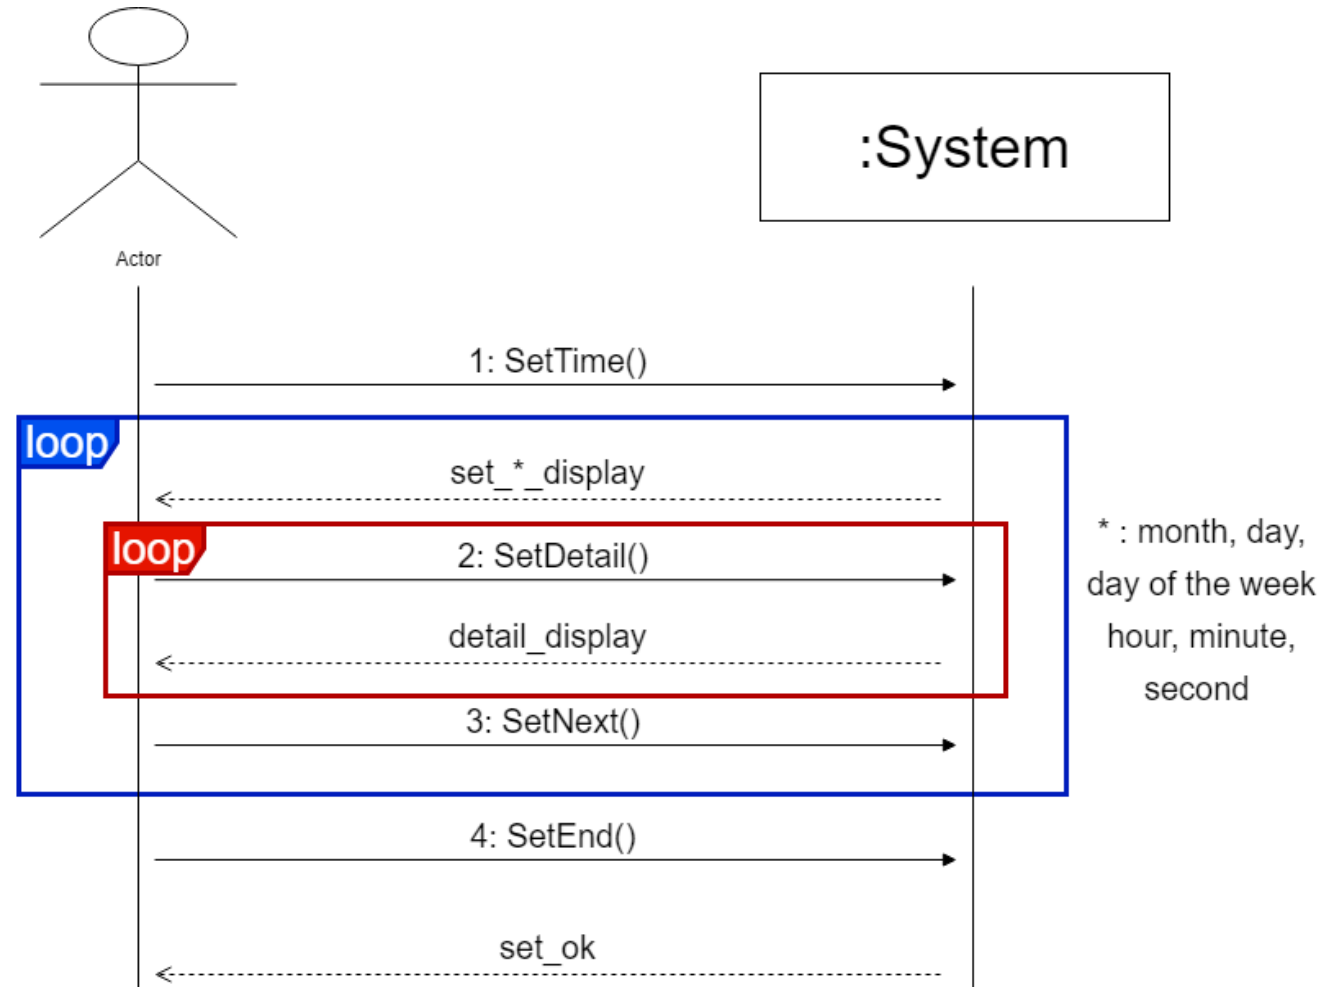 :System
Actor
1: SetTime()
loop
set_*_display
loop
2: SetDetail()
detail_display
3: SetNext()
* : month, day,
day of the week
hour, minute,
second
4: SetEnd()
set_ok